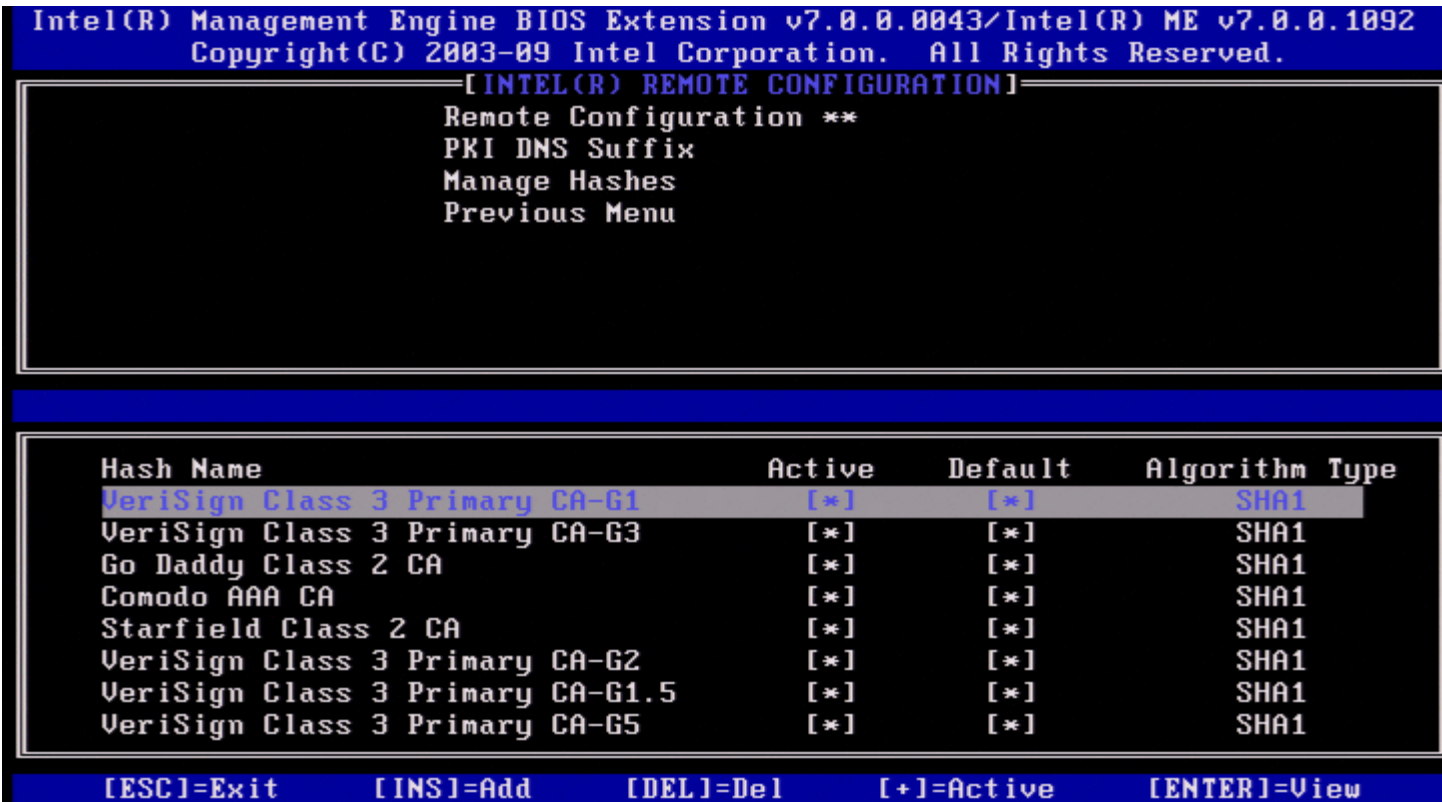 Intel(R) Management Engine BIOS Extension v7.0.0.0043/Intel(R) ME v7.0.0.1092
Copyright(C) 2003-09 Intel Corporation. All Rights Reserved.
[INTEL(R) REMOTE CONFIGURATION]
Remote Configuration **
PKI DNS Suffix
Manage Hashes
Previous Menu
Hash Name Active Default Algorithm Type
VeriSign Class 3 Primary CA-G1 [*] [*] SHA1
VeriSign Class 3 Primary CA-G3 [*] [*] SHA1
Go Daddy Class 2 CA [*] [*] SHA1
Comodo AAA CA [*] [*] SHA1
Starfield Class 2 CA [*] [*] SHA1
VeriSign Class 3 Primary CA-G2 [*] [*] SHA1
VeriSign Class 3 Primary CA-G1.5 [*] [*] SHA1
VeriSign Class 3 Primary CA-G5 [*] [*] SHA1
[ESC]=Exit [INS]=Add [DEL]=Del [+]=Active [ENTER]=View